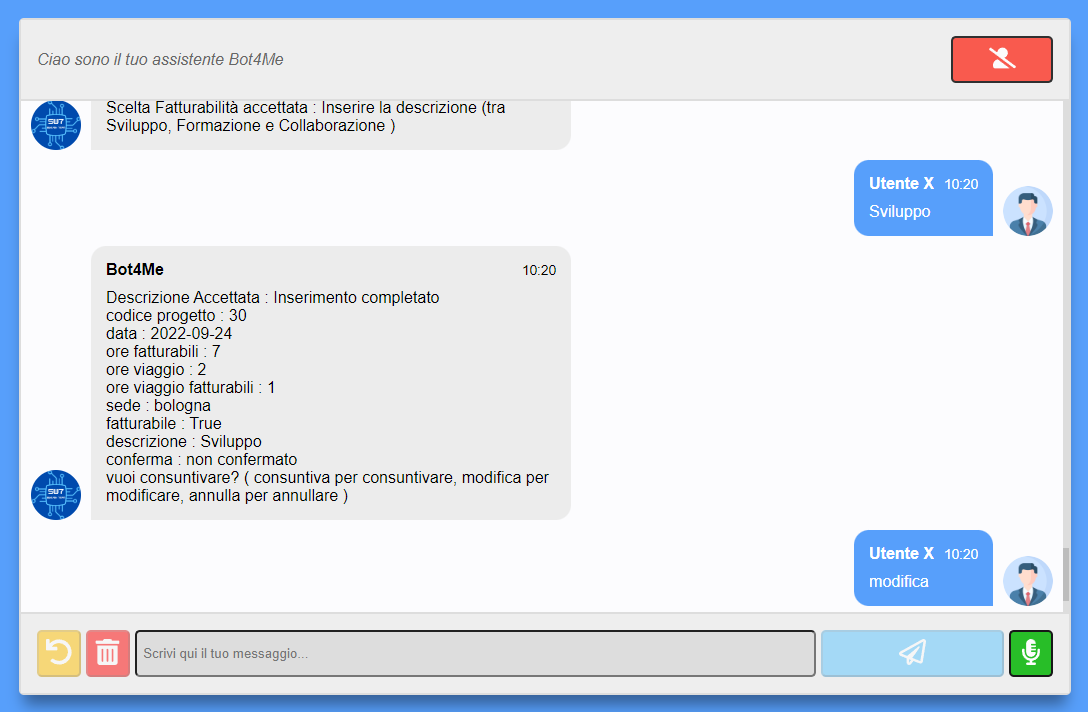 Ciao sono il tuo assistente Bot4Me
Scelta Fatturabilità accettata : Inserire la descrizione (tra
Sviluppo, Formazione e Collaborazione )
Utente X 10:20
Sviluppo
Bot4Me 10:20
Descrizione Accettata : Inserimento completato
codice progetto : 30
data : 2022-09-24
ore fatturabili : 7
ore viaggio : 2
ore viaggio fatturabili : 1
sede : bologna
fatturabile : True
descrizione : Sviluppo
conferma : non confermato
vuoi consuntivare? ( consuntiva per consuntivare, modifica per
modificare, annulla per annullare )
Utente X 10:20
modifica
Scrivi qui il tuo messaggio...